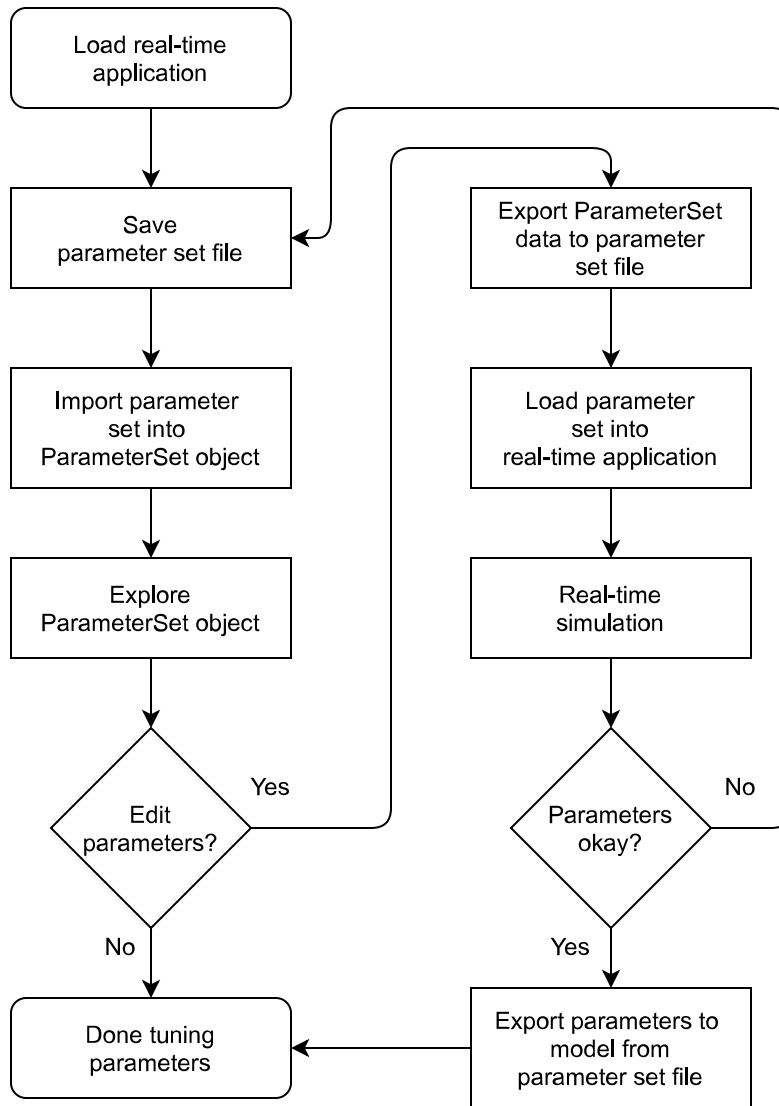 Load real-time
application
Save
parameter set file
Import parameter
set into
ParameterSet object
Explore
ParameterSet object
Edit
parameters?
Yes
No
Done tuning
parameters
Export ParameterSet
data to parameter
set file
Load parameter
set into
real-time application
Real-time
simulation
Parameters
okay?
No
Yes
Export parameters to
model from
parameter set file